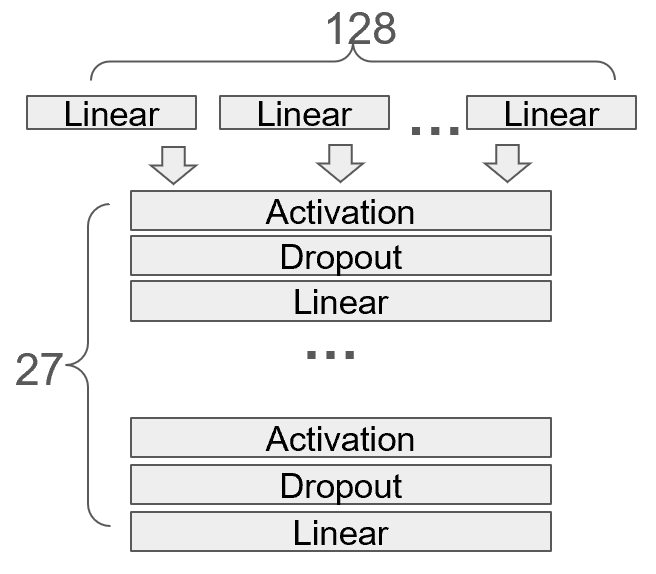 128
Linear Linear ... Linear
Activation
Dropout
Linear
...
27
Activation
Dropout
Linear